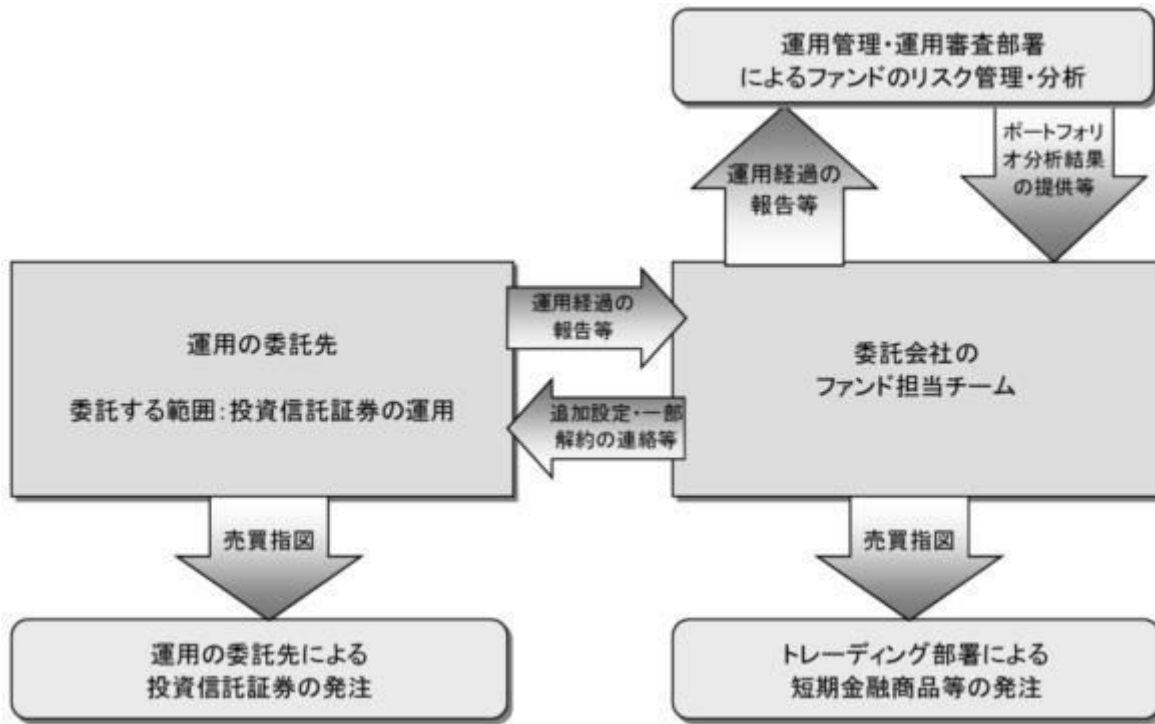 運用管理・運用審査部署
によるファンドのリスク管理・分析
運用経過の
報告等
ポートフォリ
オ分析結果
の提供等
運用の委託先
委託する範囲:投資信託証券の運用
運用経過の
報告等
追加設定・一部
解約の連絡等
委託会社の
ファンド担当チーム
売買指図
売買指図
運用の委託先による
投資信託証券の発注
トレーディング部署による
短期金融商品等の発注